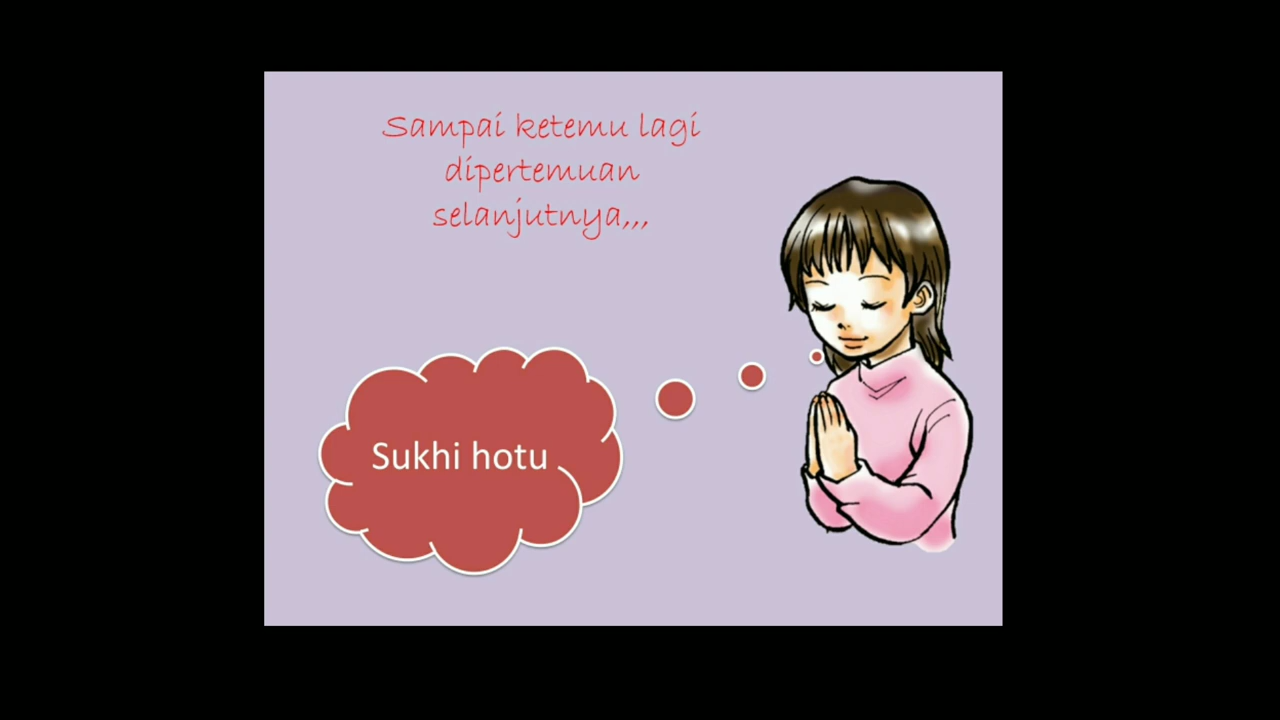 Sampai ketemu lagi
dipertemuan
selanjutnya,,,
Sukhi hotu